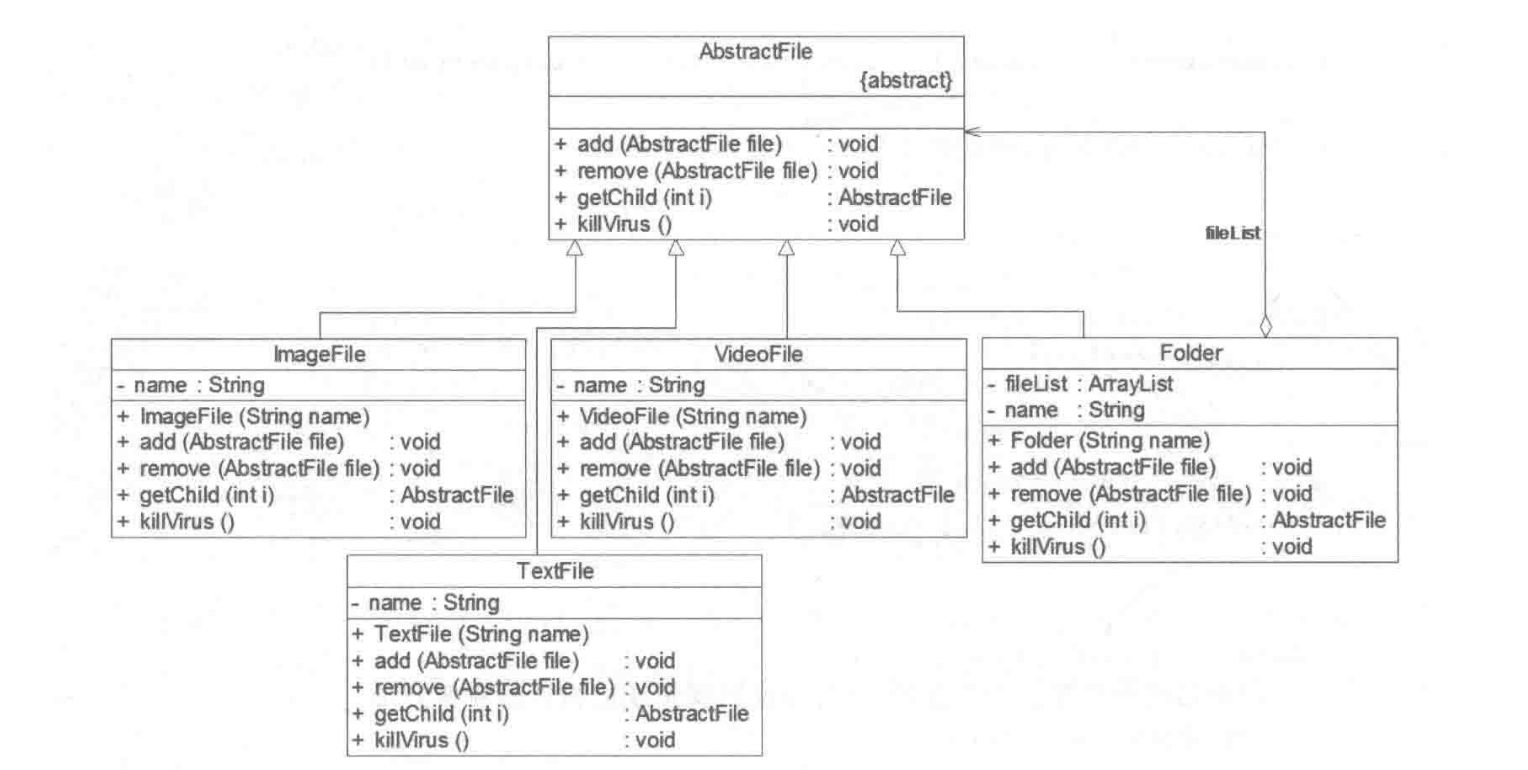 AbstractFile
{abstract}
+ add (AbstractFile file) : void
+ remove (AbstractFile file) : void
+ getChild (int i) : AbstractFile
+ killVirus () : void
fileList
ImageFile
- name : String
+ ImageFile (String name)
+ add (AbstractFile file) : void
+ remove (AbstractFile file) : void
+ getChild (int i) : AbstractFile
+ killVirus () : void
VideoFile
- name : String
+ VideoFile (String name)
+ add (AbstractFile file) : void
+ remove (AbstractFile file) : void
+ getChild (int i) : AbstractFile
+ killVirus () : void
Folder
- fileList : ArrayList
- name : String
+ Folder (String name)
+ add (AbstractFile file) : void
+ remove (AbstractFile file) : void
+ getChild (int i) : AbstractFile
+ killVirus () : void
TextFile
- name : String
+ TextFile (String name)
+ add (AbstractFile file) : void
+ remove (AbstractFile file) : void
+ getChild (int i) : AbstractFile
+ killVirus () : void